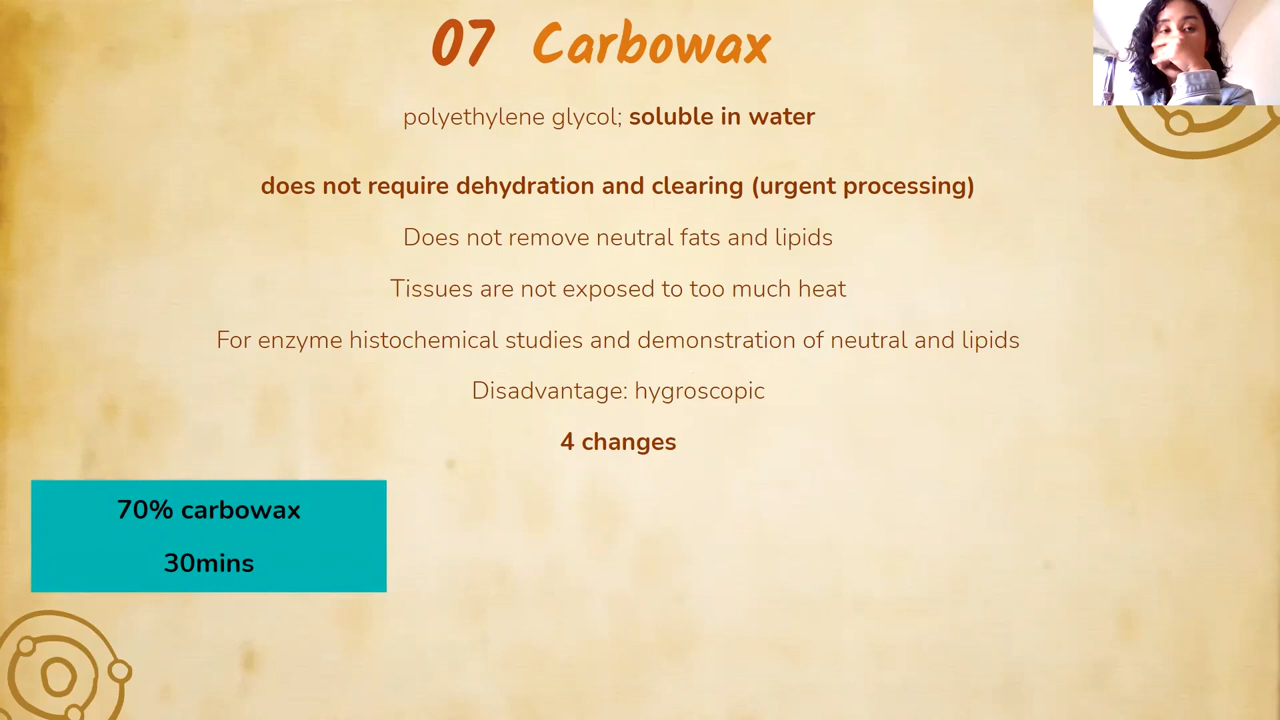 07 Carbowax
polyethylene glycol; soluble in water
does not require dehydration and clearing (urgent processing)
Does not remove neutral fats and lipids
Tissues are not exposed to too much heat
For enzyme histochemical studies and demonstration of neutral and lipids
Disadvantage: hygroscopic
4 changes
70% carbowax
30mins